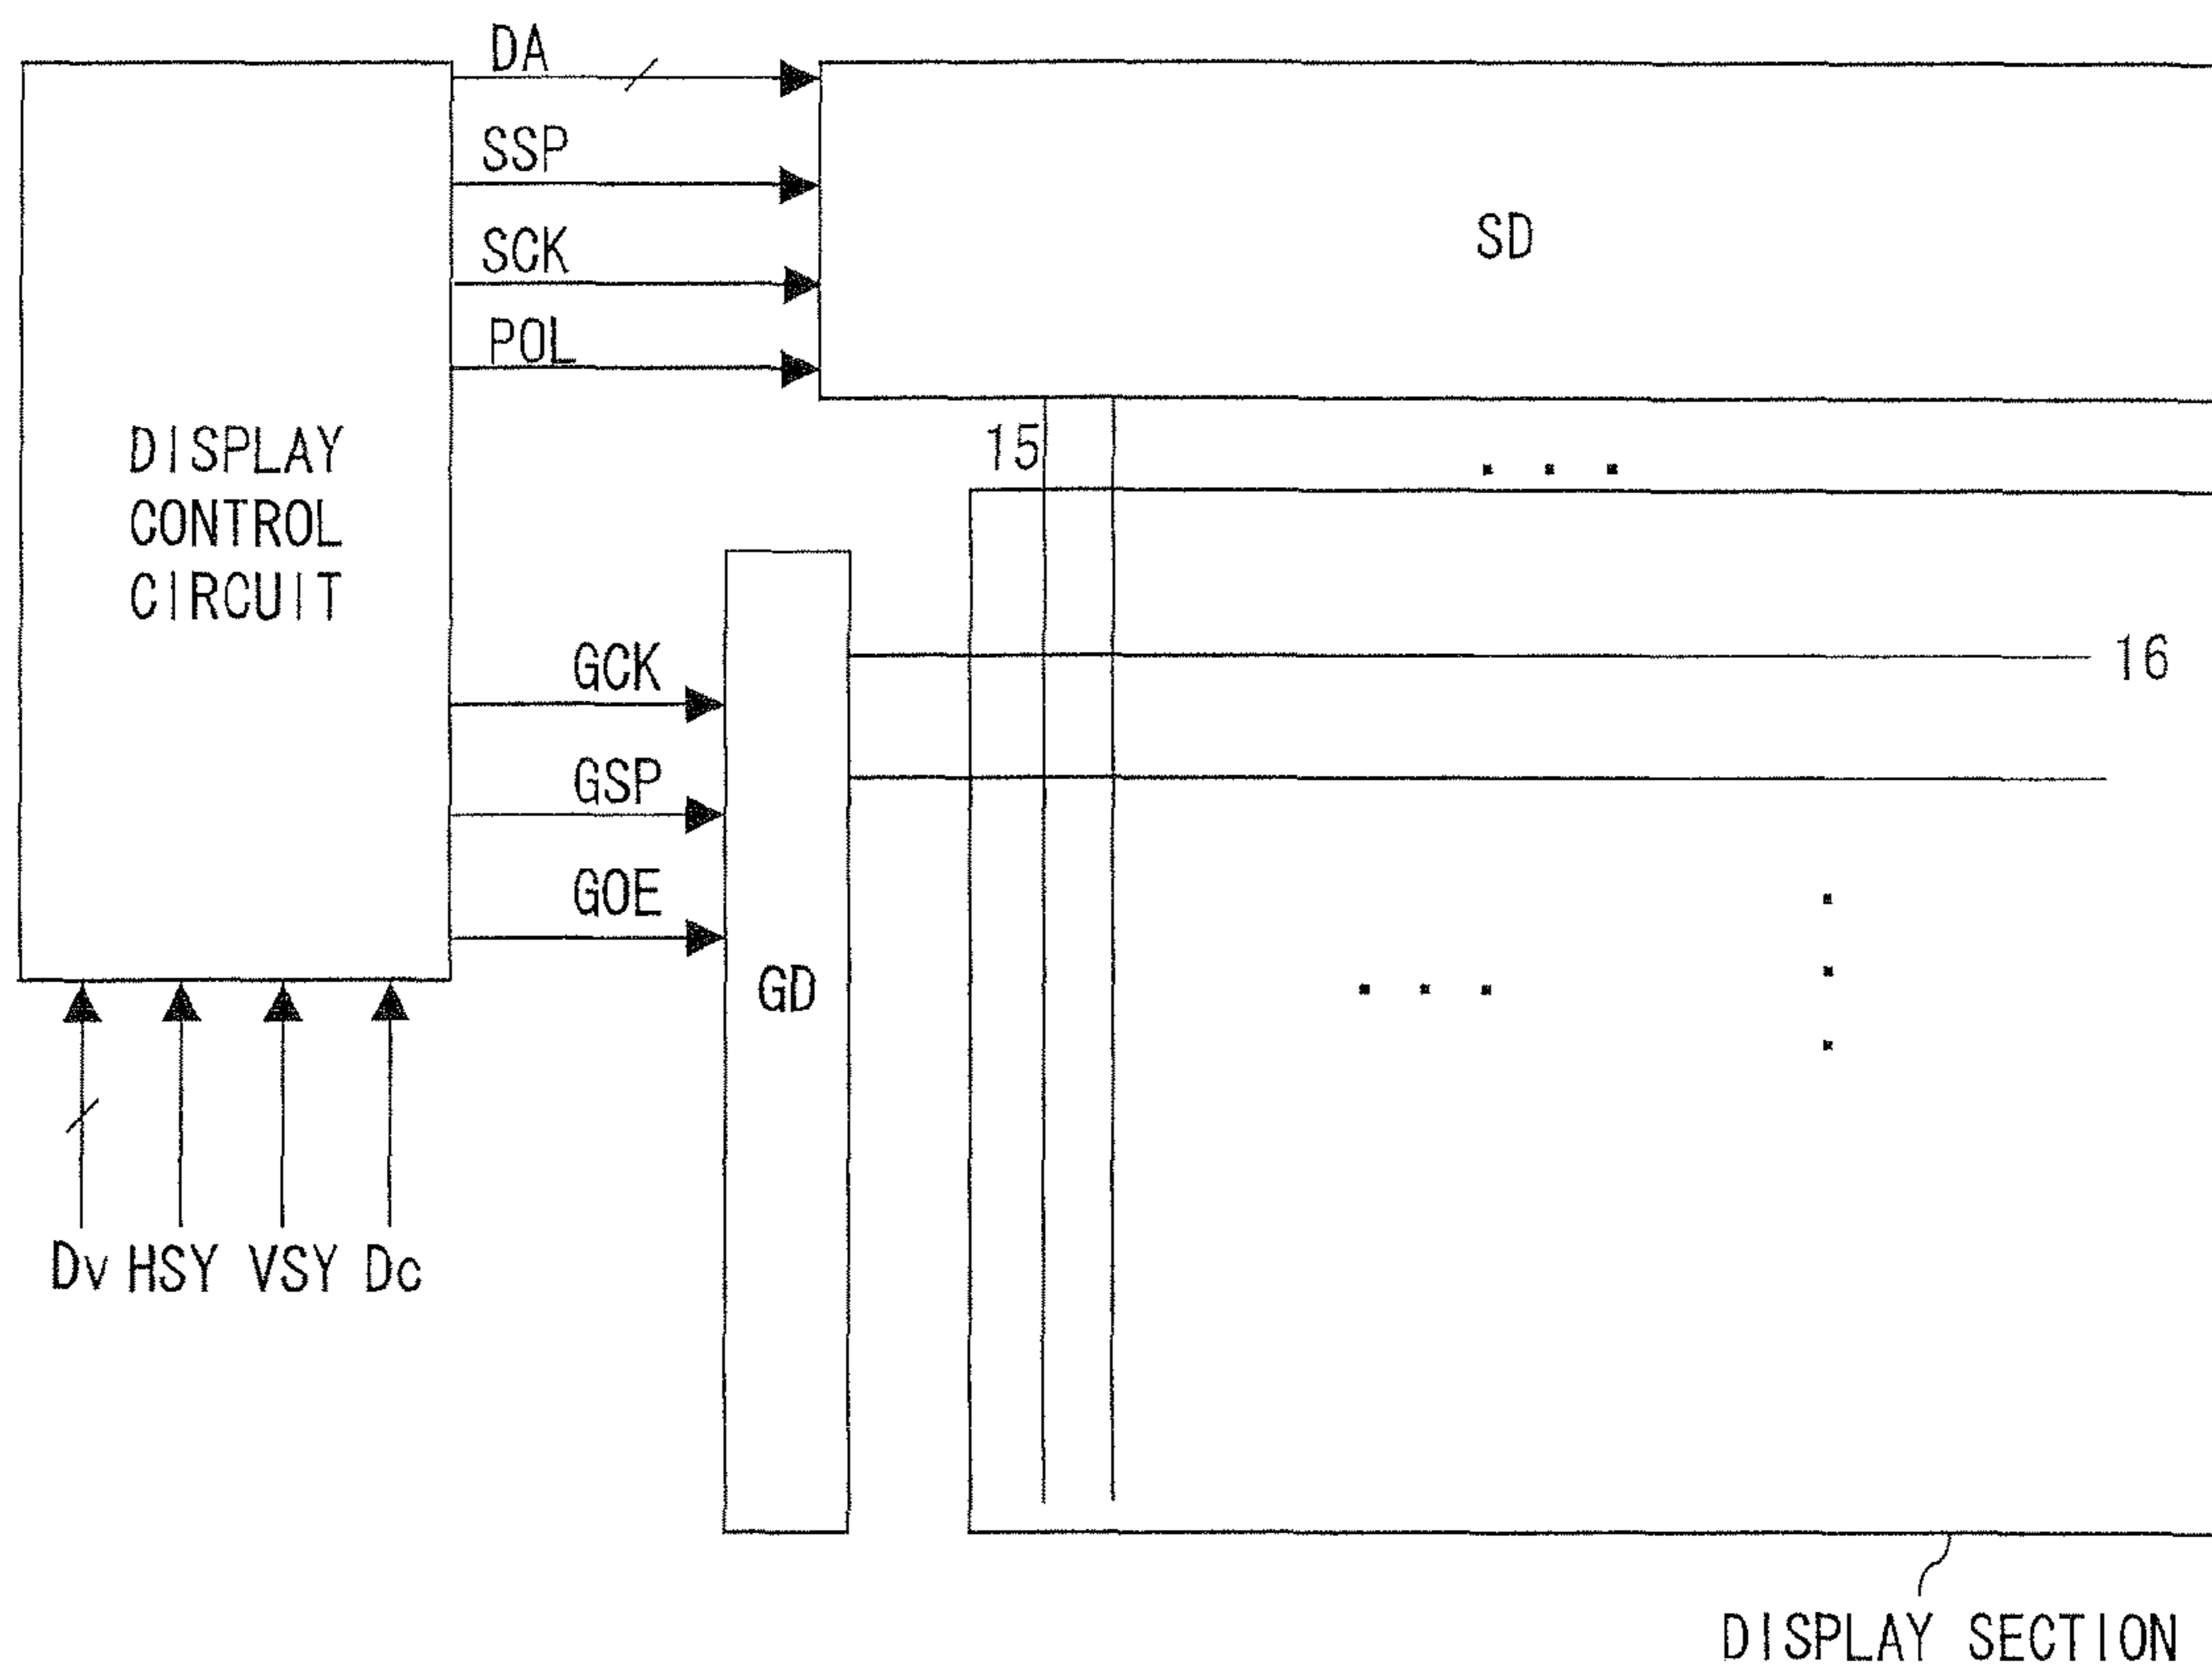 DA
SSP
SCK
POL
SD
DISPLAY
CONTROL
CIRCUIT
15
16
GCK
GSP
GOE
GD
Dv HSY VSY Dc
DISPLAY SECTION